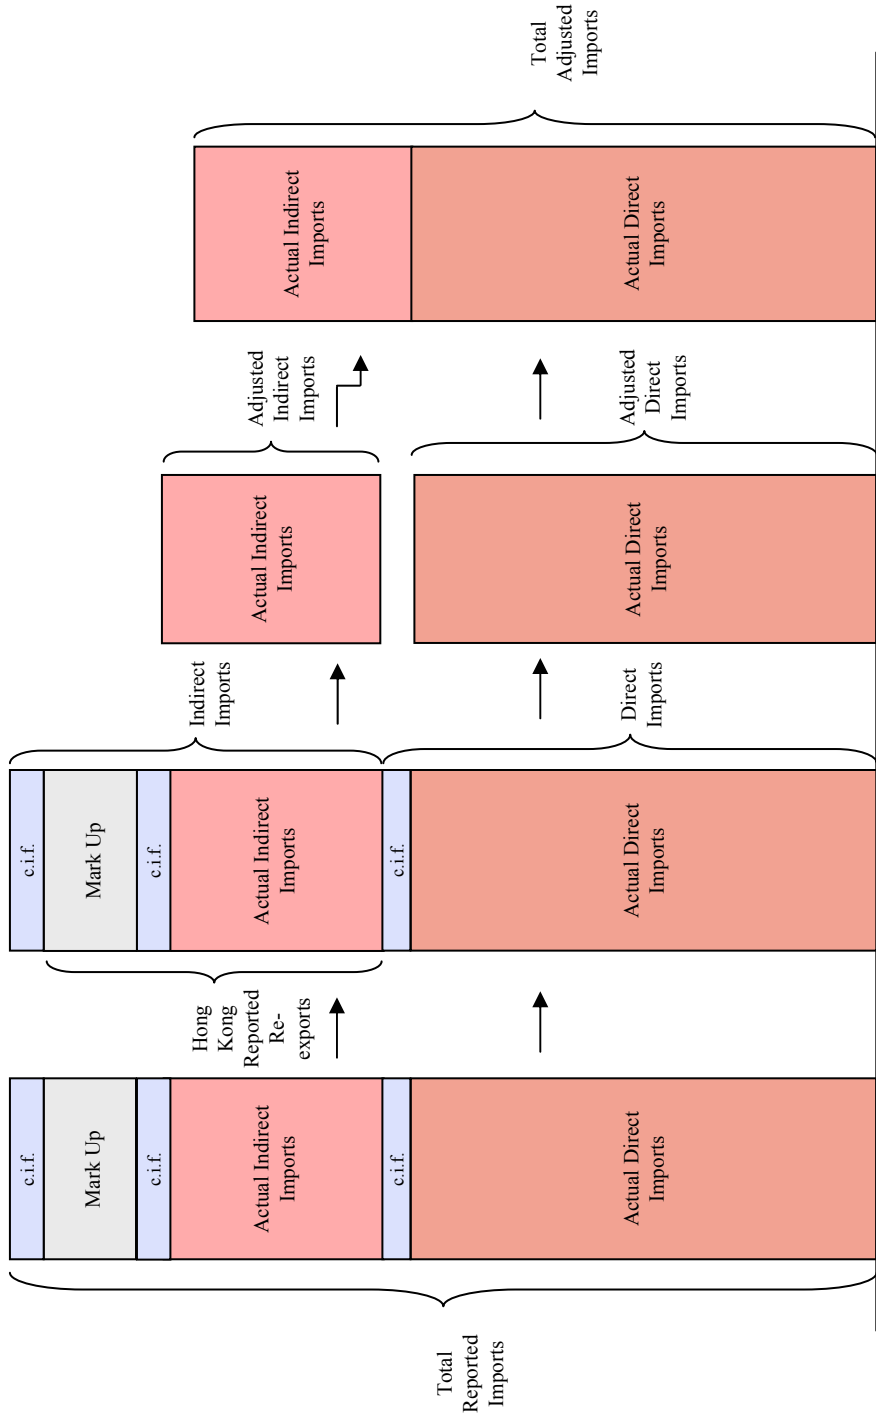 Total
Reported
Imports
c.i.f.
Mark Up
c.i.f.
Actual Indirect
Imports
c.i.f.
Actual Direct
Imports
Hong
Kong
Reported
Re-
exports
c.i.f.
Mark Up
c.i.f.
Actual Indirect
Imports
c.i.f.
Actual Direct
Imports
Indirect
Imports
Direct
Imports
Actual Indirect
Imports
Actual Direct
Imports
Adjusted
Indirect
Imports
Adjusted
Direct
Imports
Actual Indirect
Imports
Actual Direct
Imports
Total
Adjusted
Imports